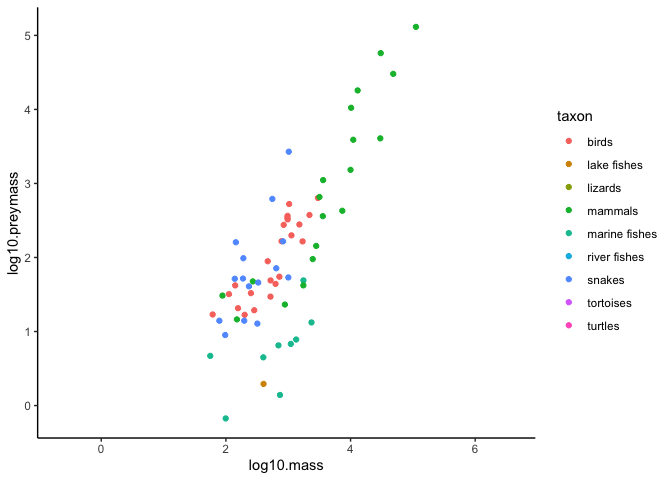 5
4
3
2
1
0
log10.preymass
0 2 4 6
log10.mass
taxon
birds
lake fishes
lizards
mammals
marine fishes
river fishes
snakes
tortoises
turtles